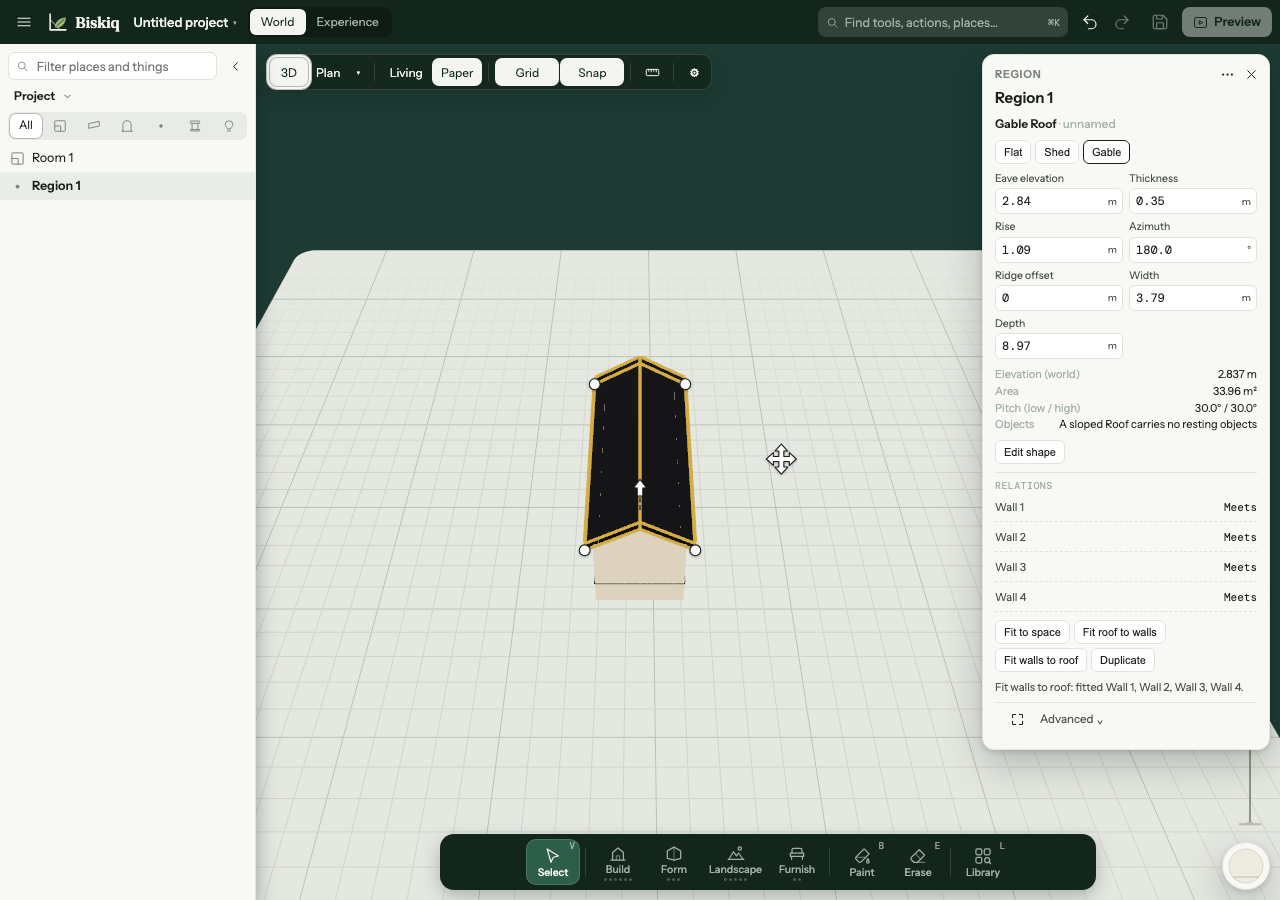 Biskiq
Untitled project
World
Experience
Find tools, actions, places...
⌘K
Preview
Filter places and things
Project
All
Room 1
Region 1
3D
Plan
Living
Paper
Grid
Snap
REGION
Region 1
Gable Roof · unnamed
Flat
Shed
Gable
Eave elevation
Thickness
2.84 m
0.35 m
Rise
Azimuth
1.09 m
180.0 °
Ridge offset
Width
0 m
3.79 m
Depth
8.97 m
Elevation (world) 2.837 m
Area 33.96 m²
Pitch (low / high) 30.0° / 30.0°
Objects A sloped Roof carries no resting objects
Edit shape
RELATIONS
Wall 1 Meets
Wall 2 Meets
Wall 3 Meets
Wall 4 Meets
Fit to space
Fit roof to walls
Fit walls to roof
Duplicate
Fit walls to roof: fitted Wall 1, Wall 2, Wall 3, Wall 4.
Advanced
V
Select
Build
Form
Landscape
Furnish
B
Paint
E
Erase
L
Library